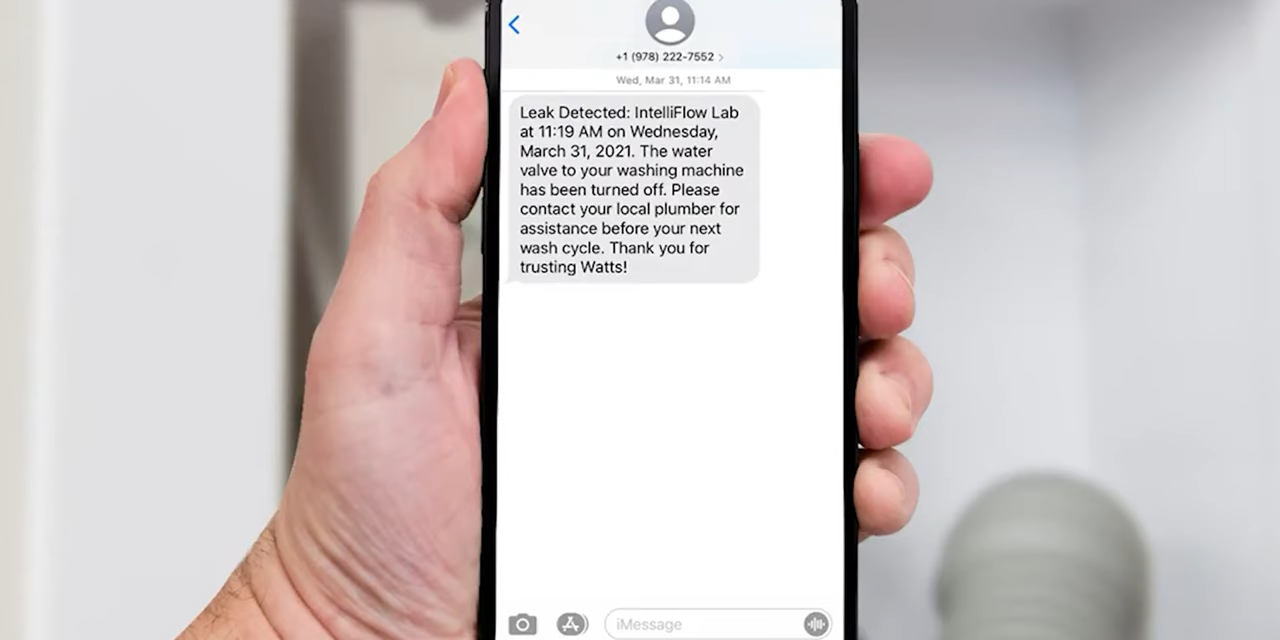 +1 (978) 222-7552 >
Wed, Mar 31, 11:14 AM
Leak Detected: IntelliFlow Lab
at 11:19 AM on Wednesday,
March 31, 2021. The water
valve to your washing machine
has been turned off. Please
contact your local plumber for
assistance before your next
wash cycle. Thank you for
trusting Watts!
iMessage